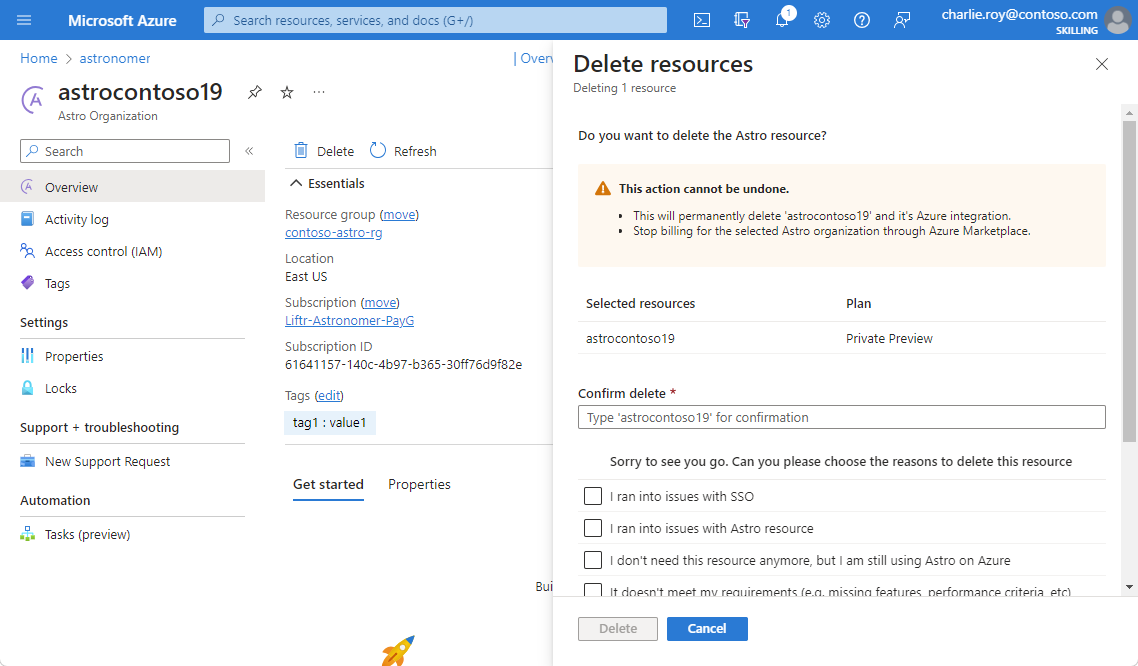 Microsoft Azure
Search resources, services, and docs (G+/)
1
charlie.roy@contoso.com
SKILLING
Home > astronomer
| Overv
astrocontoso19
Astro Organization
Search
Overview
Activity log
Access control (IAM)
Tags
Settings
Properties
Locks
Support + troubleshooting
New Support Request
Automation
Tasks (preview)
Delete
Refresh
Essentials
Resource group (move)
contoso-astro-rg
Location
East US
Subscription (move)
Liftr-Astronomer-PayG
Subscription ID
61641157-140c-4b97-b365-30ff76d9f82e
Tags (edit)
tag1 : value1
Get started
Properties
Bui
Delete resources
Deleting 1 resource
Do you want to delete the Astro resource?
This action cannot be undone.
• This will permanently delete 'astrocontoso19' and it's Azure integration.
• Stop billing for the selected Astro organization through Azure Marketplace.
Selected resources Plan
astrocontoso19 Private Preview
Confirm delete *
Type 'astrocontoso19' for confirmation
Sorry to see you go. Can you please choose the reasons to delete this resource
I ran into issues with SSO
I ran into issues with Astro resource
I don't need this resource anymore, but I am still using Astro on Azure
It doesn't meet my requirements (e.g. missing features, performance criteria, etc)
Delete
Cancel